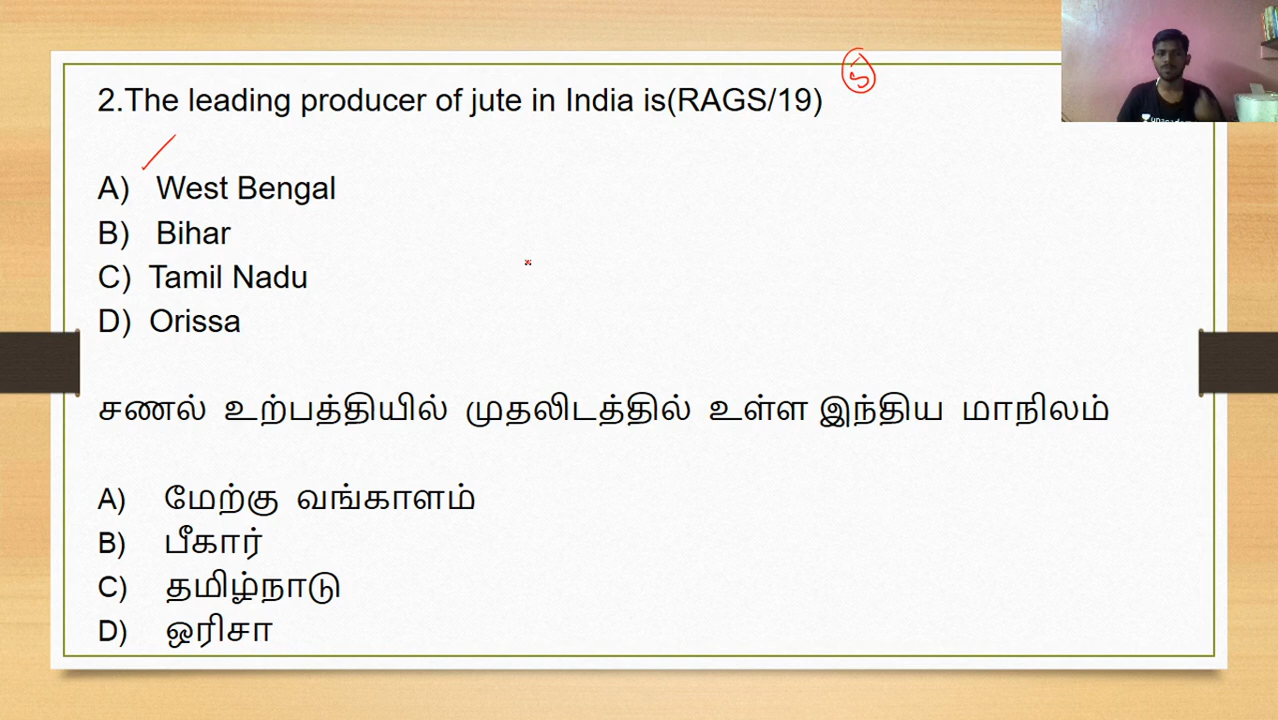 2.The leading producer of jute in India is(RAGS/19)
A) West Bengal
B) Bihar
C) Tamil Nadu
D) Orissa
சணல் உற்பத்தியில் முதலிடத்தில் உள்ள இந்திய மாநிலம்
A) மேற்கு வங்காளம்
B) பீகார்
C) தமிழ்நாடு
D) ஒரிசா